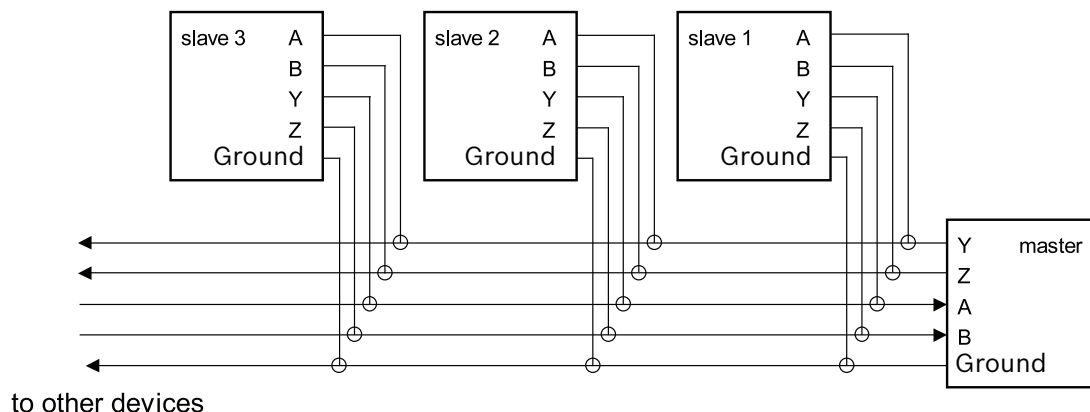 slave 3 A
B
Y
Z
Ground
slave 2 A
B
Y
Z
Ground
slave 1 A
B
Y
Z
Ground
Y master
Z
A
B
Ground
to other devices